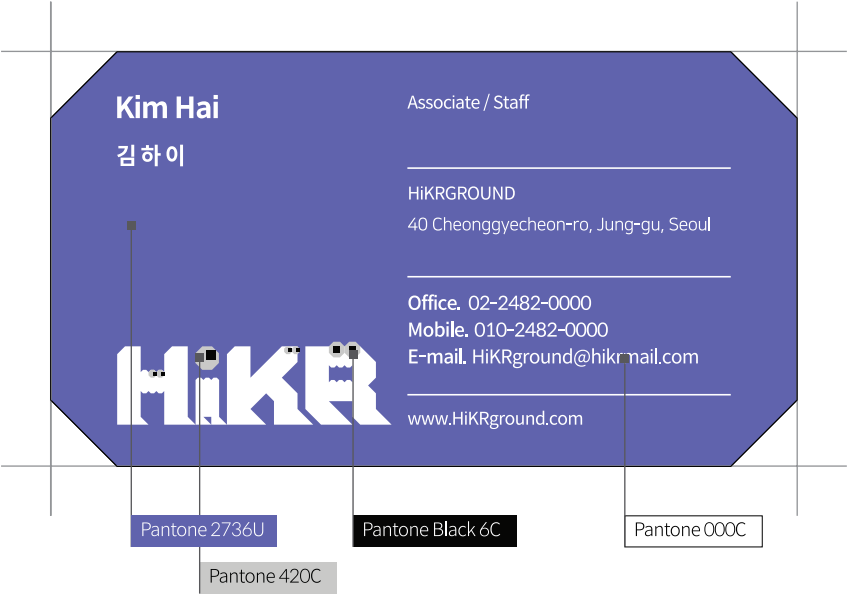 Kim Hai
김하이
Associate / Staff
HiKRGROUND
40 Cheonggyecheon-ro, Jung-gu, Seoul
Office. 02-2482-0000
Mobile. 010-2482-0000
E-mail. HiKRground@hikrmail.com
www.HiKRground.com
HiKR
Pantone 2736U
Pantone Black 6C
Pantone 000C
Pantone 420C